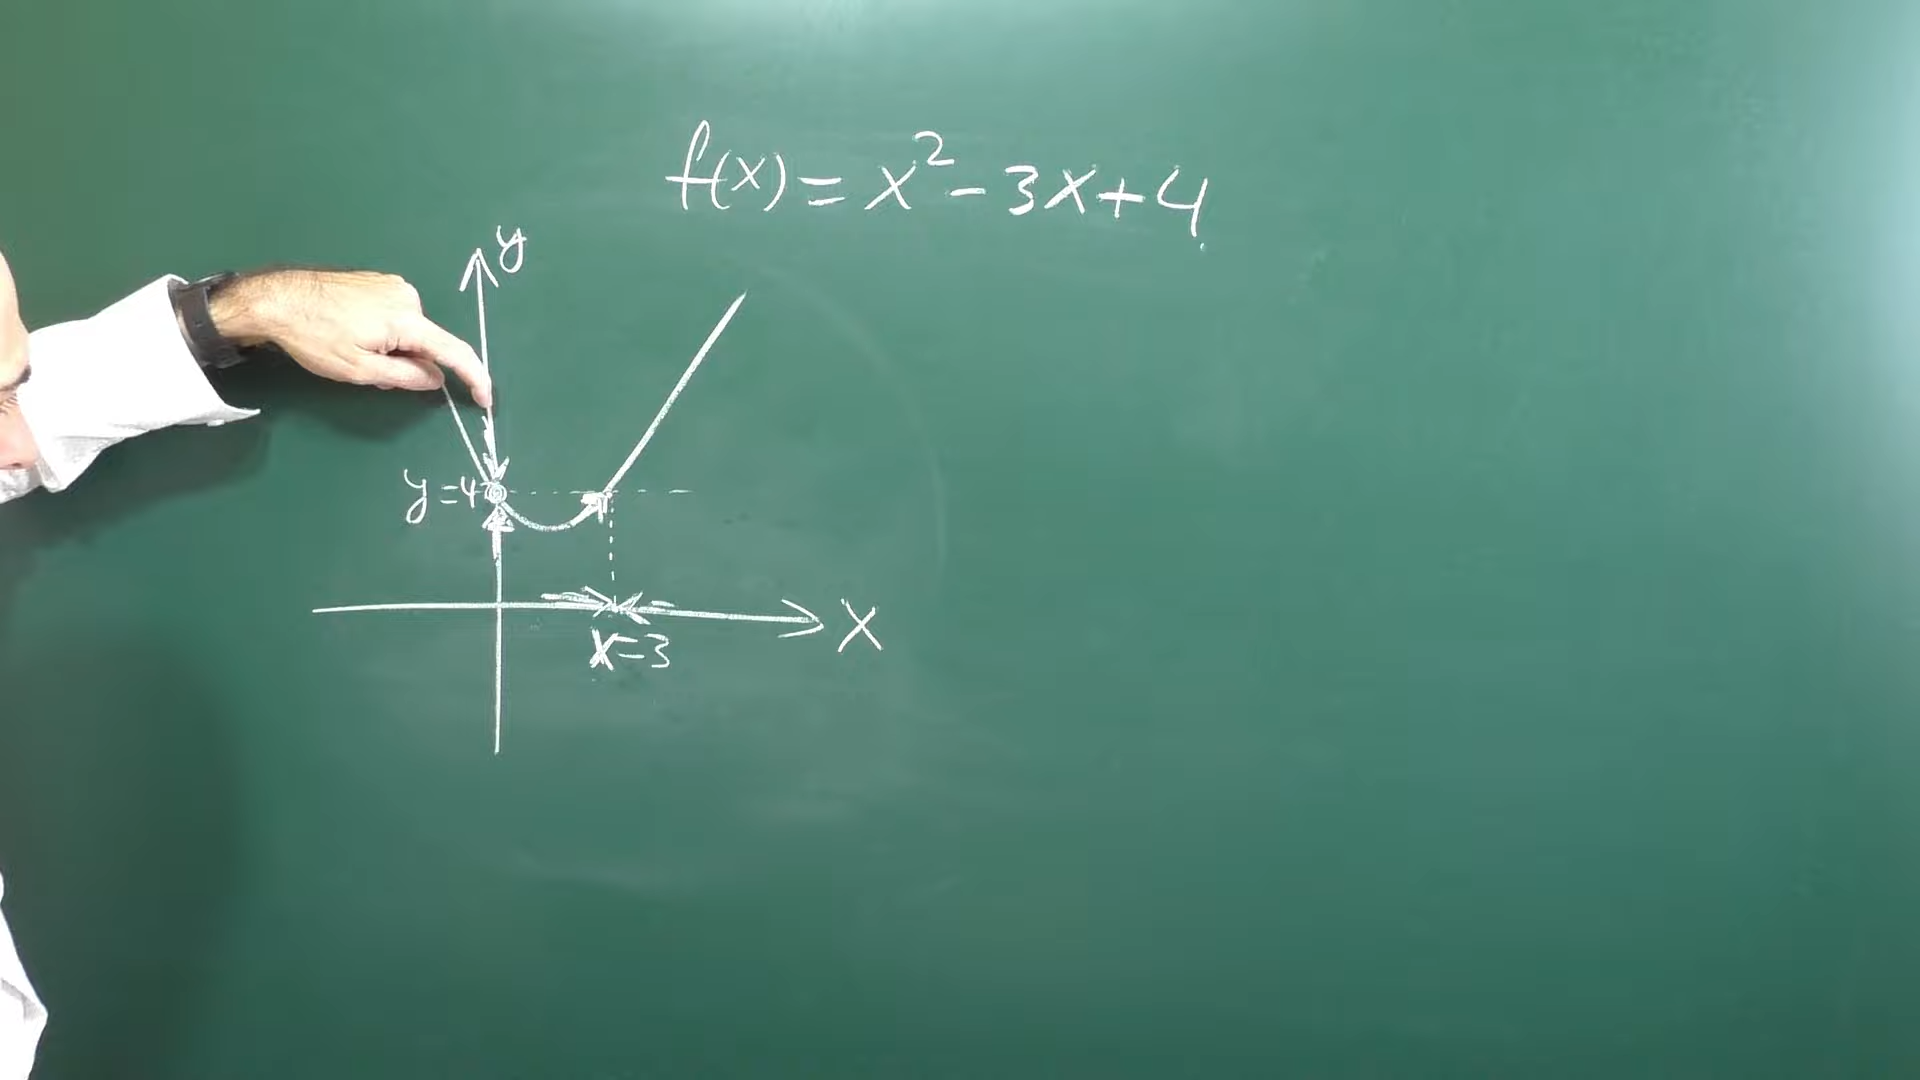 f(x) = x² - 3x + 4
y
y = 4
x
x = 3